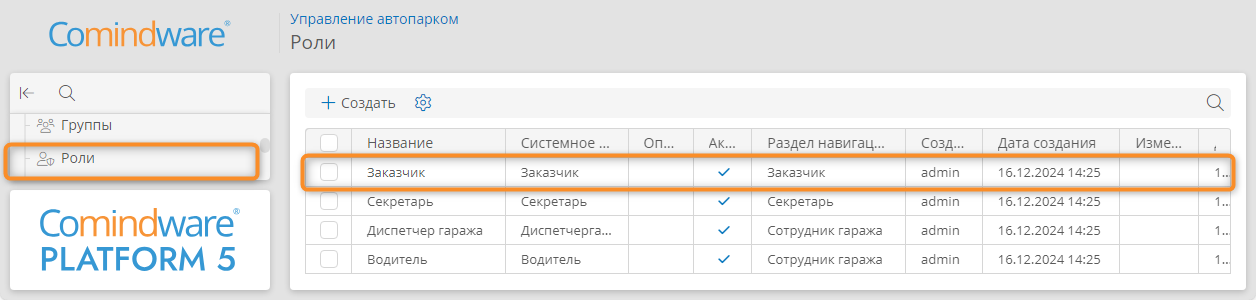 Comindware®
Управление автопарком
Роли
Группы
Роли
Comindware®
PLATFORM 5
Создать
Название Системное ... Оп... Ак... Раздел навигац... Созд... Дата создания Изме...
Заказчик Заказчик Заказчик admin 16.12.2024 14:25 1...
Секретарь Секретарь Секретарь admin 16.12.2024 14:25 1...
Диспетчер гаража Диспетчерга... Сотрудник гаража admin 16.12.2024 14:25 1...
Водитель Водитель Сотрудник гаража admin 16.12.2024 14:25 1...